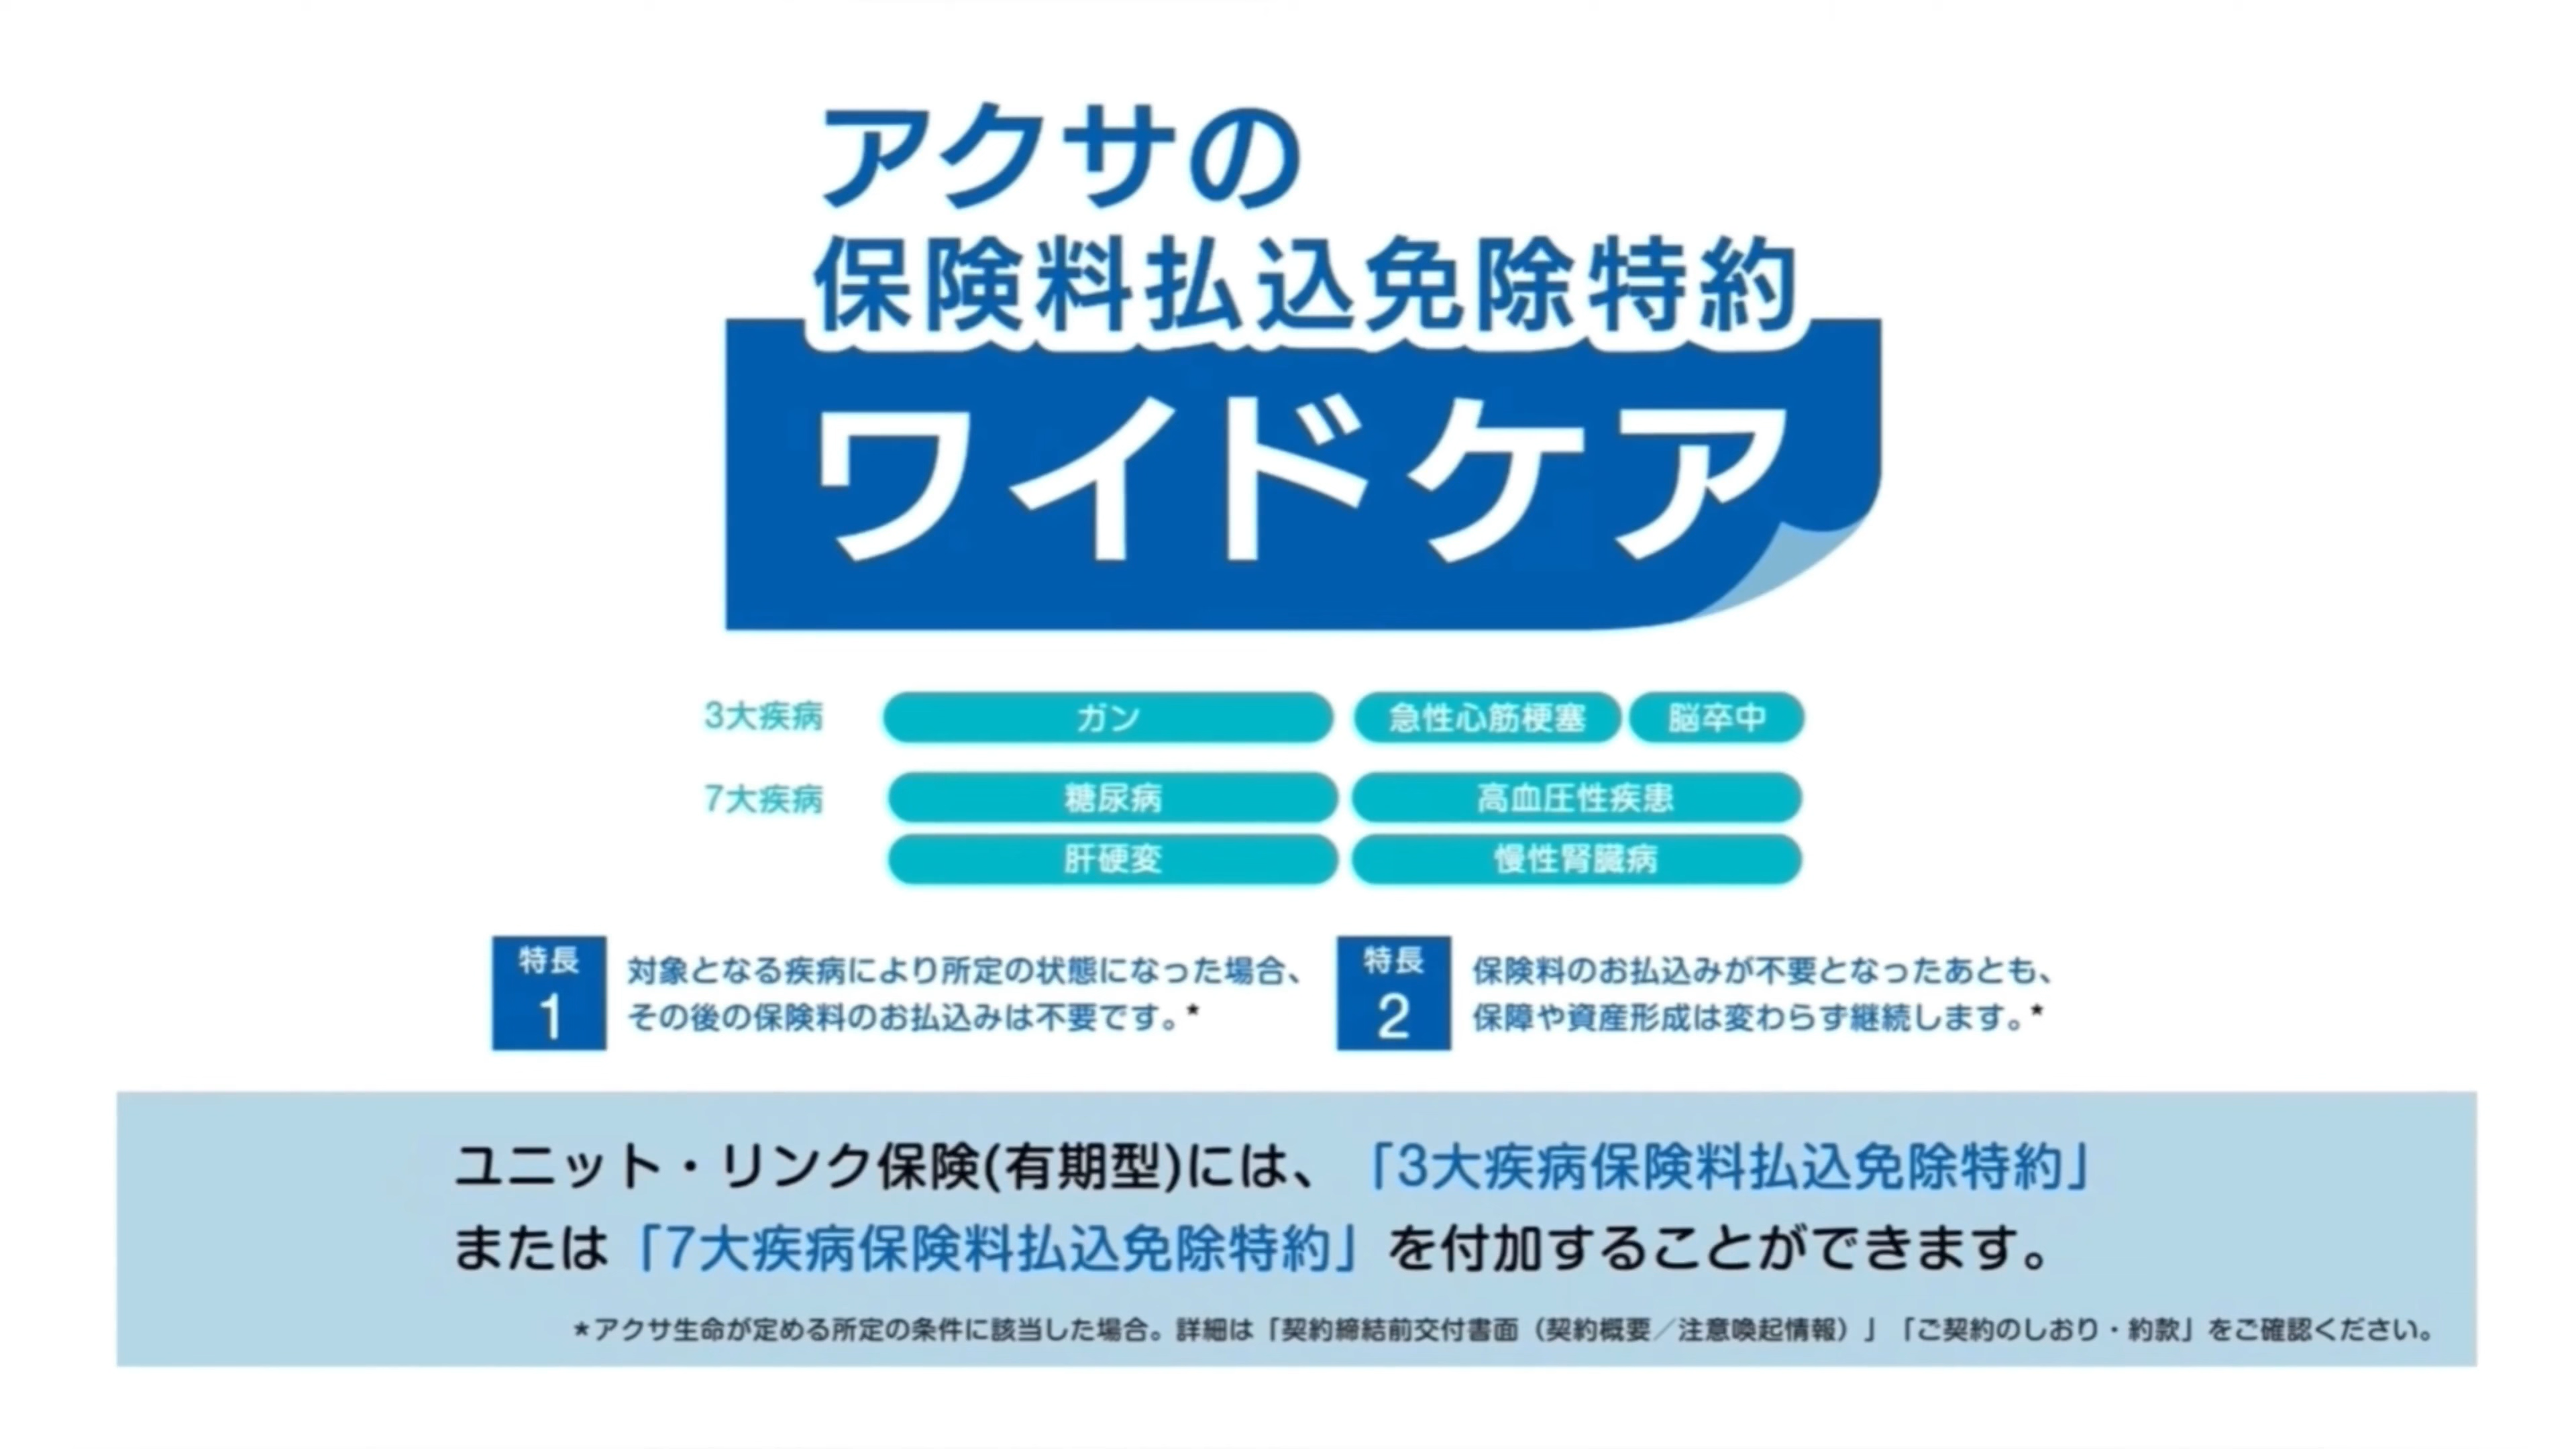 アクサの
保険料払込免除特約
ワイドケア
3大疾病 ガン 急性心筋梗塞 脳卒中
7大疾病 糖尿病 高血圧性疾患
肝硬変 慢性腎臓病
特長
1
対象となる疾病により所定の状態になった場合、
その後の保険料のお払込みは不要です。*
特長
2
保険料のお払込みが不要となったあとも、
保障や資産形成は変わらず継続します。*
ユニット・リンク保険(有期型)には、「3大疾病保険料払込免除特約」
または「7大疾病保険料払込免除特約」を付加することができます。
*アクサ生命が定める所定の条件に該当した場合。詳細は「契約締結前交付書面（契約概要／注意喚起情報）」「ご契約のしおり・約款」をご確認ください。